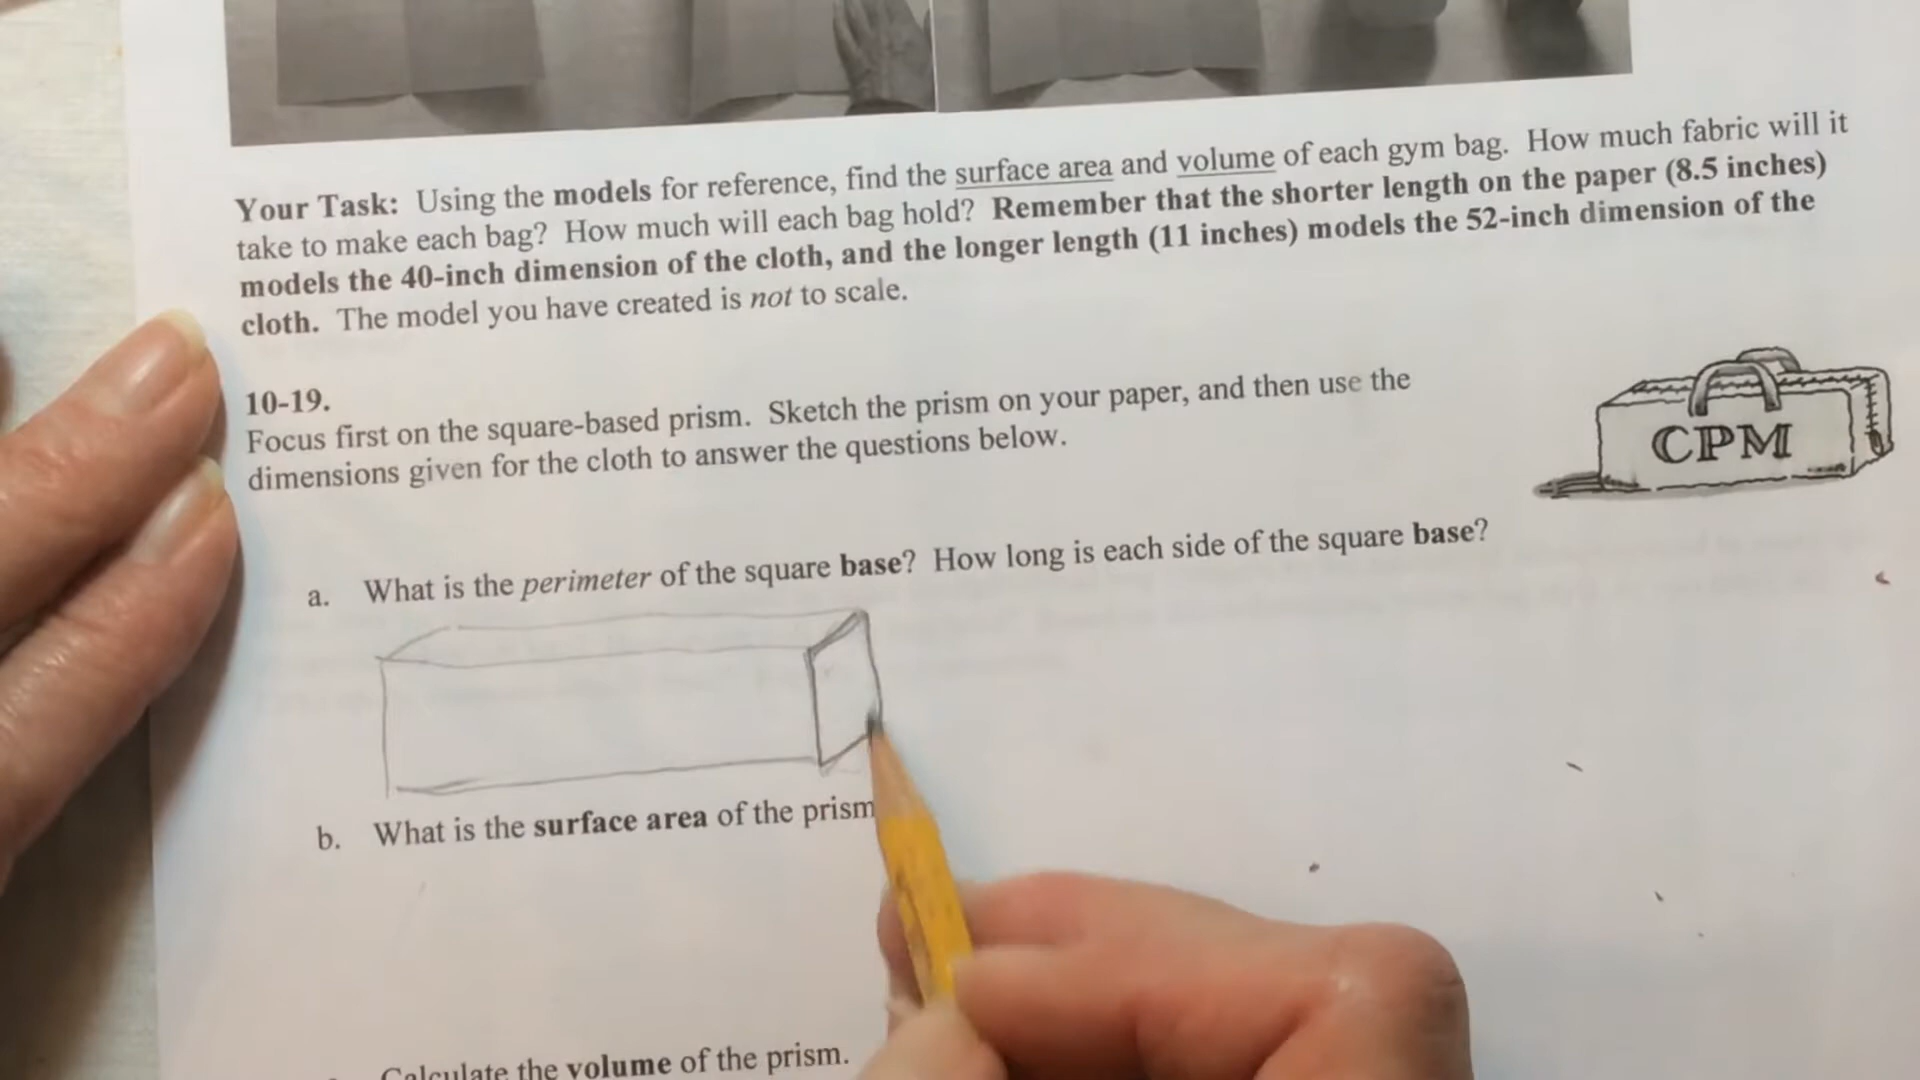 Your Task: Using the models for reference, find the surface area and volume of each gym bag. How much fabric will it
take to make each bag? How much will each bag hold? Remember that the shorter length on the paper (8.5 inches)
models the 40-inch dimension of the cloth, and the longer length (11 inches) models the 52-inch dimension of the
cloth. The model you have created is not to scale.
10-19.
Focus first on the square-based prism. Sketch the prism on your paper, and then use the
dimensions given for the cloth to answer the questions below.
CPM
a. What is the perimeter of the square base? How long is each side of the square base?
b. What is the surface area of the prism
Calculate the volume of the prism.